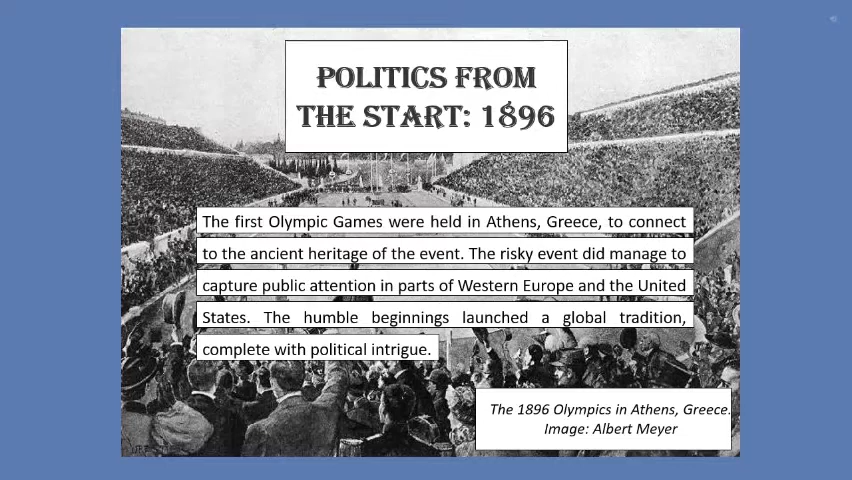 POLITICS FROM
THE START: 1896
The first Olympic Games were held in Athens, Greece, to connect
to the ancient heritage of the event. The risky event did manage to
capture public attention in parts of Western Europe and the United
States. The humble beginnings launched a global tradition,
complete with political intrigue.
The 1896 Olympics in Athens, Greece.
Image: Albert Meyer